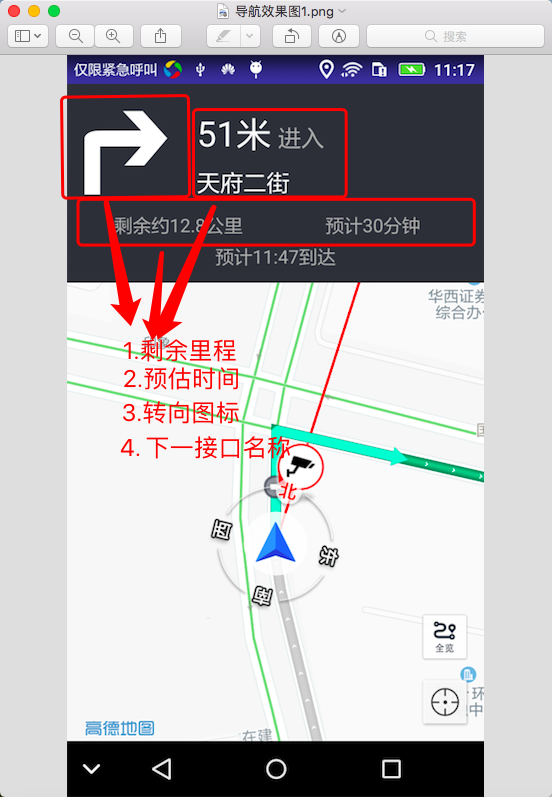 导航效果图1.png
搜索
仅限紧急呼叫
11:17
51米 进入
天府二街
剩余约12.8公里
预计30分钟
预计11:47到达
华西证券
综合办
1.剩余里程
2.预估时间
3.转向图标
4. 下一接口名称
北
西
东
南
全览
环
中
高德地图
在建